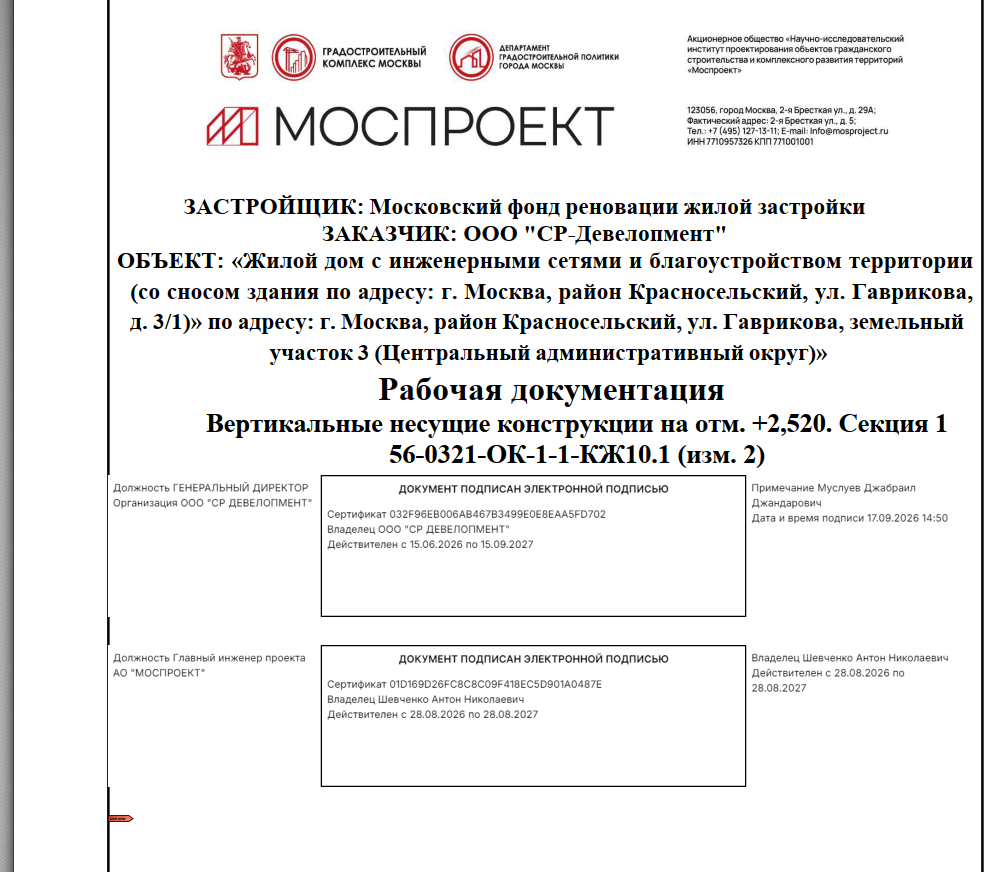 ГРАДОСТРОИТЕЛЬНЫЙ
КОМПЛЕКС МОСКВЫ
ДЕПАРТАМЕНТ
ГРАДОСТРОИТЕЛЬНОЙ ПОЛИТИКИ
ГОРОДА МОСКВЫ
Акционерное общество «Научно-исследовательский
институт проектирования объектов гражданского
строительства и комплексного развития территорий
«Моспроект»
МОСПРОЕКТ
123056, город Москва, 2-я Бресткая ул., д. 29А;
Фактический адрес: 2-я Бресткая ул., д. 5;
Тел.: +7 (495) 127-13-11; E-mail: Info@mosproject.ru
ИНН 7710957326 КПП 771001001
ЗАСТРОЙЩИК: Московский фонд реновации жилой застройки
ЗАКАЗЧИК: ООО "СР-Девелопмент"
ОБЪЕКТ: «Жилой дом с инженерными сетями и благоустройством территории
(со сносом здания по адресу: г. Москва, район Красносельский, ул. Гаврикова,
д. 3/1)» по адресу: г. Москва, район Красносельский, ул. Гаврикова, земельный
участок 3 (Центральный административный округ)»
Рабочая документация
Вертикальные несущие конструкции на отм. +2,520. Секция 1
56-0321-ОК-1-1-КЖ10.1 (изм. 2)
Должность ГЕНЕРАЛЬНЫЙ ДИРЕКТОР
Организация ООО "СР ДЕВЕЛОПМЕНТ"
ДОКУМЕНТ ПОДПИСАН ЭЛЕКТРОННОЙ ПОДПИСЬЮ
Сертификат 032F96EB006AB467B3499E0E8EAA5FD702
Владелец ООО "СР ДЕВЕЛОПМЕНТ"
Действителен с 15.06.2026 по 15.09.2027
Примечание Муслуев Джабраил
Джандарович
Дата и время подписи 17.09.2026 14:50
Должность Главный инженер проекта
АО "МОСПРОЕКТ"
ДОКУМЕНТ ПОДПИСАН ЭЛЕКТРОННОЙ ПОДПИСЬЮ
Сертификат 01D169D26FC8C8C09F418EC5D901A0487E
Владелец Шевченко Антон Николаевич
Действителен с 28.08.2026 по 28.08.2027
Владелец Шевченко Антон Николаевич
Действителен с 28.08.2026 по
28.08.2027